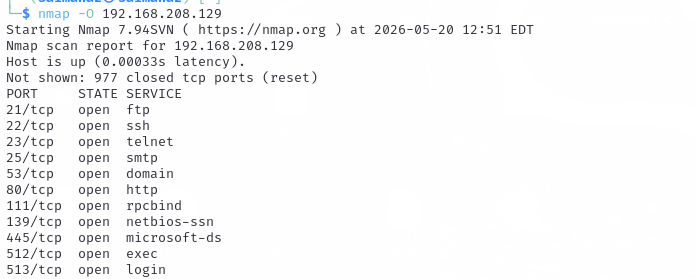 └─$ nmap -O 192.168.208.129
Starting Nmap 7.94SVN ( https://nmap.org ) at 2026-05-20 12:51 EDT
Nmap scan report for 192.168.208.129
Host is up (0.00033s latency).
Not shown: 977 closed tcp ports (reset)
PORT    STATE SERVICE
21/tcp  open  ftp
22/tcp  open  ssh
23/tcp  open  telnet
25/tcp  open  smtp
53/tcp  open  domain
80/tcp  open  http
111/tcp open  rpcbind
139/tcp open  netbios-ssn
445/tcp open  microsoft-ds
512/tcp open  exec
513/tcp open  login